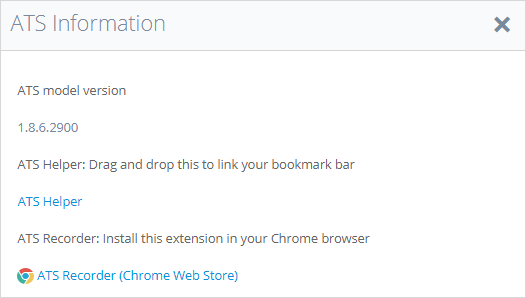 ATS Information
ATS model version
1.8.6.2900
ATS Helper: Drag and drop this to link your bookmark bar
ATS Helper
ATS Recorder: Install this extension in your Chrome browser
ATS Recorder (Chrome Web Store)